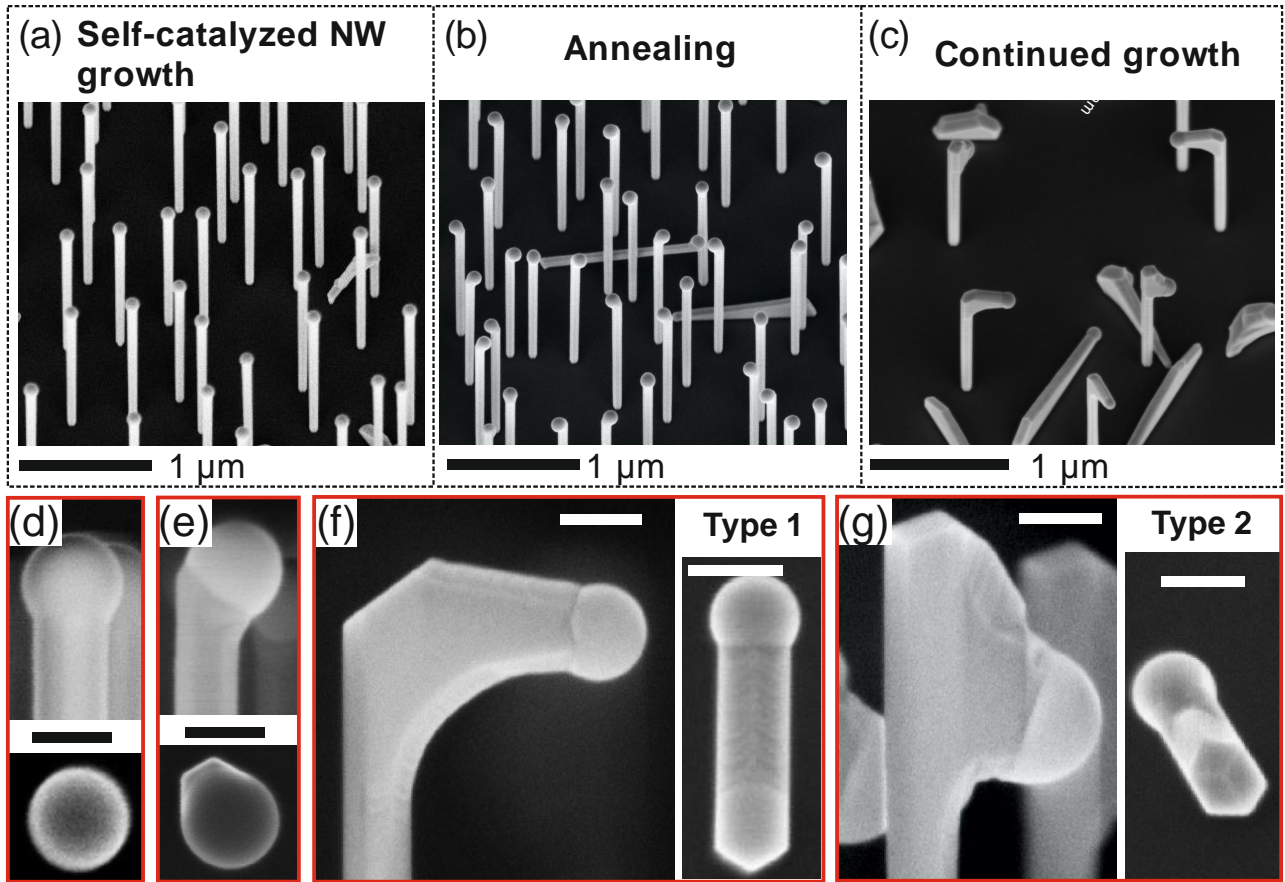 (a) Self-catalyzed NW
growth
(b) Annealing
(c) Continued growth
1 µm
1 µm
1 µm
(d)
(e)
(f)
Type 1
(g)
Type 2